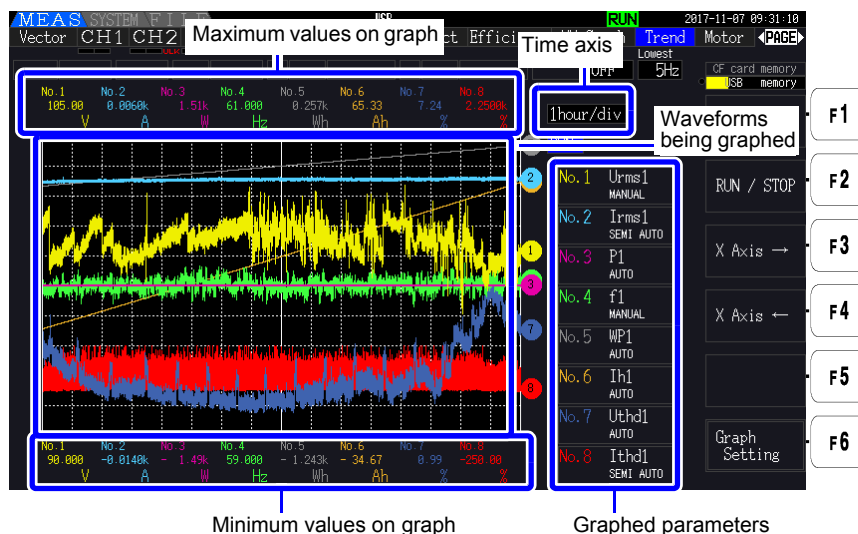 MEAS SYSTEM FILE USB RUN 2017-11-07 09:31:10
Vector CH1 CH2 Trend Motor PAGE
Maximum values on graph
Time axis
OFF Lowest 5Hz
CF card memory
USB memory
No.1 No.2 No.3 No.4 No.5 No.6 No.7 No.8
105.00 0.0060k 1.51k 61.000 0.257k 65.33 7.24 2.2500k
V A W Hz Wh Ah % %
1hour/div
Waveforms
being graphed
F1
No.1 Urms1
MANUAL
No.2 Irms1
SEMI AUTO
No.3 P1
AUTO
No.4 f1
MANUAL
No.5 WP1
AUTO
No.6 Ih1
AUTO
No.7 Uthd1
AUTO
No.8 Ithd1
SEMI AUTO
RUN / STOP F2
X Axis → F3
X Axis ← F4
F5
Graph
Setting F6
2
1
3
7
8
No.1 No.2 No.3 No.4 No.5 No.6 No.7 No.8
90.000 -0.0140k - 1.49k 59.000 - 1.243k - 34.67 0.99 -250.00
V A W Hz Wh Ah % %
Minimum values on graph
Graphed parameters